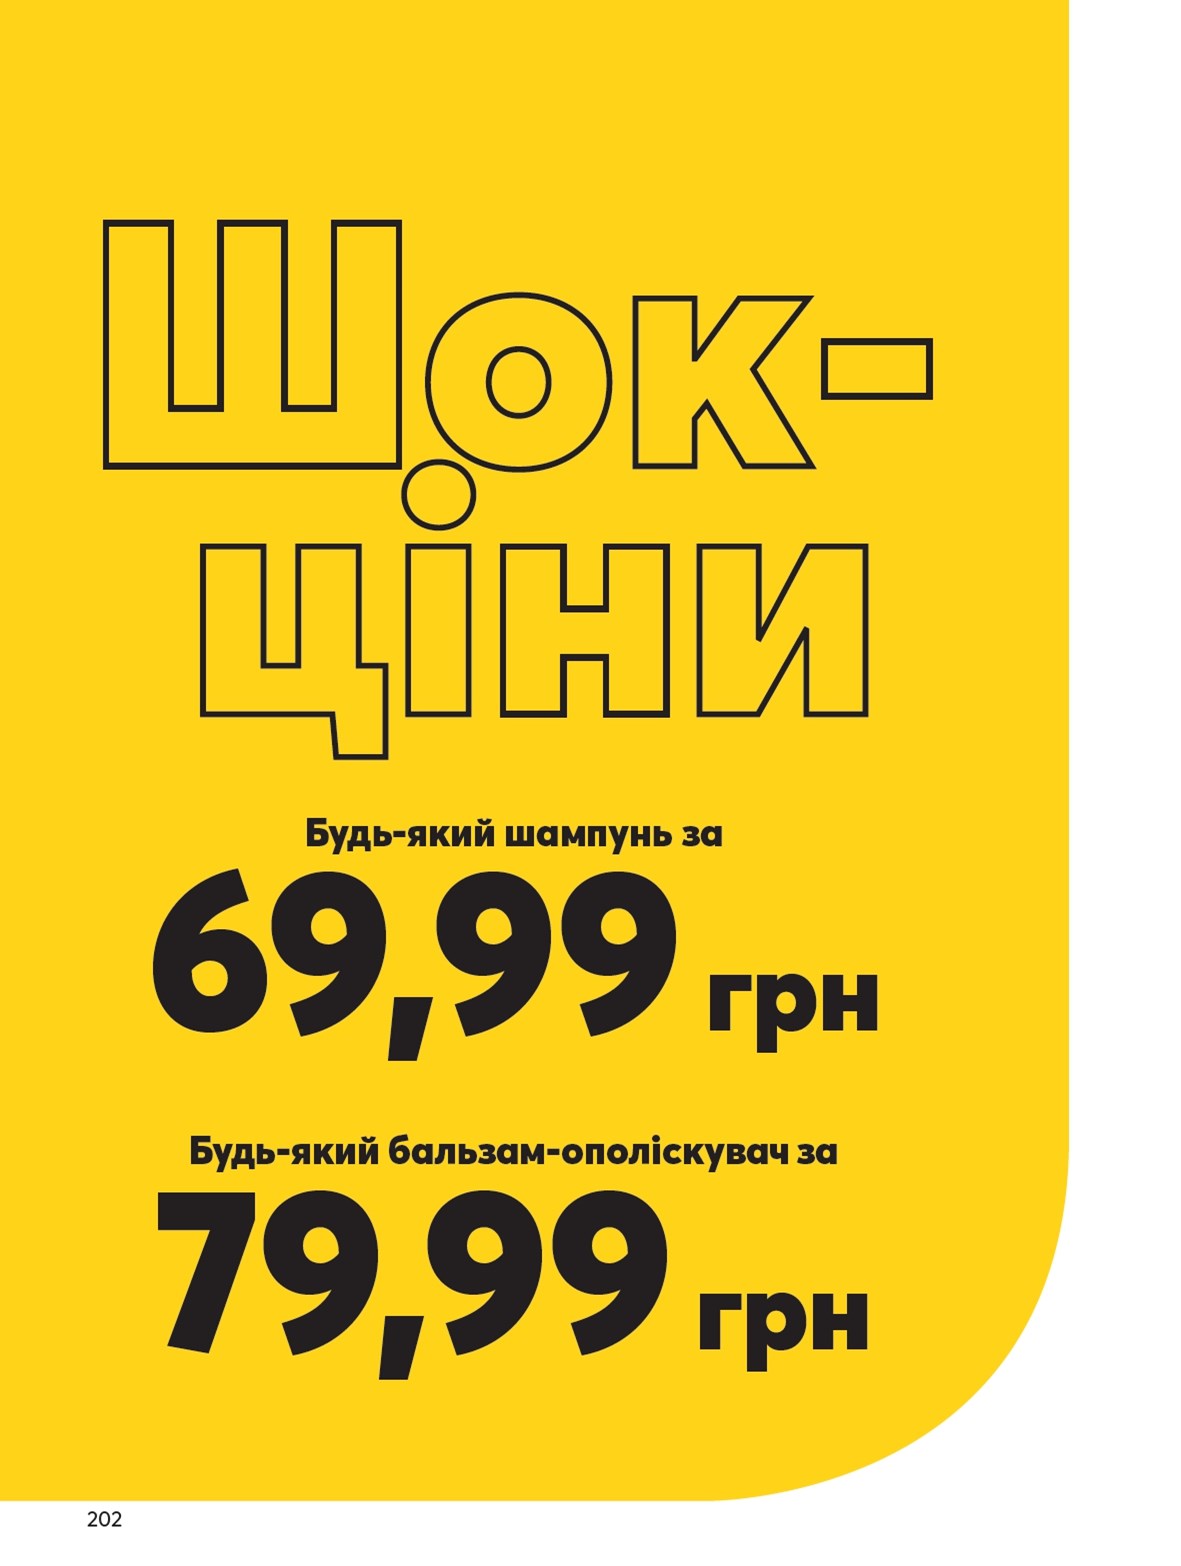 Шок-
ціни
Будь-який шампунь за
69,99 грн
Будь-який бальзам-ополіскувач за
79,99 грн
202